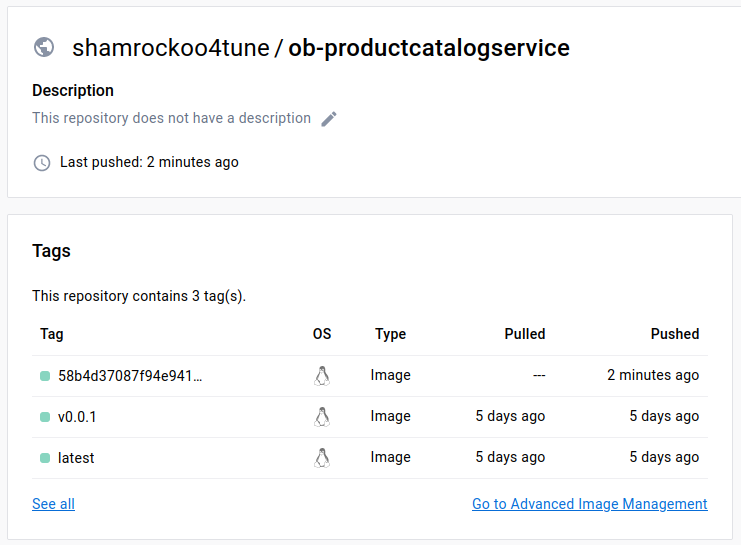 shamrockoo4tune / ob-productcatalogservice
Description
This repository does not have a description
Last pushed: 2 minutes ago
Tags
This repository contains 3 tag(s).
Tag OS Type Pulled Pushed
58b4d37087f94e941... Image --- 2 minutes ago
v0.0.1 Image 5 days ago 5 days ago
latest Image 5 days ago 5 days ago
See all Go to Advanced Image Management